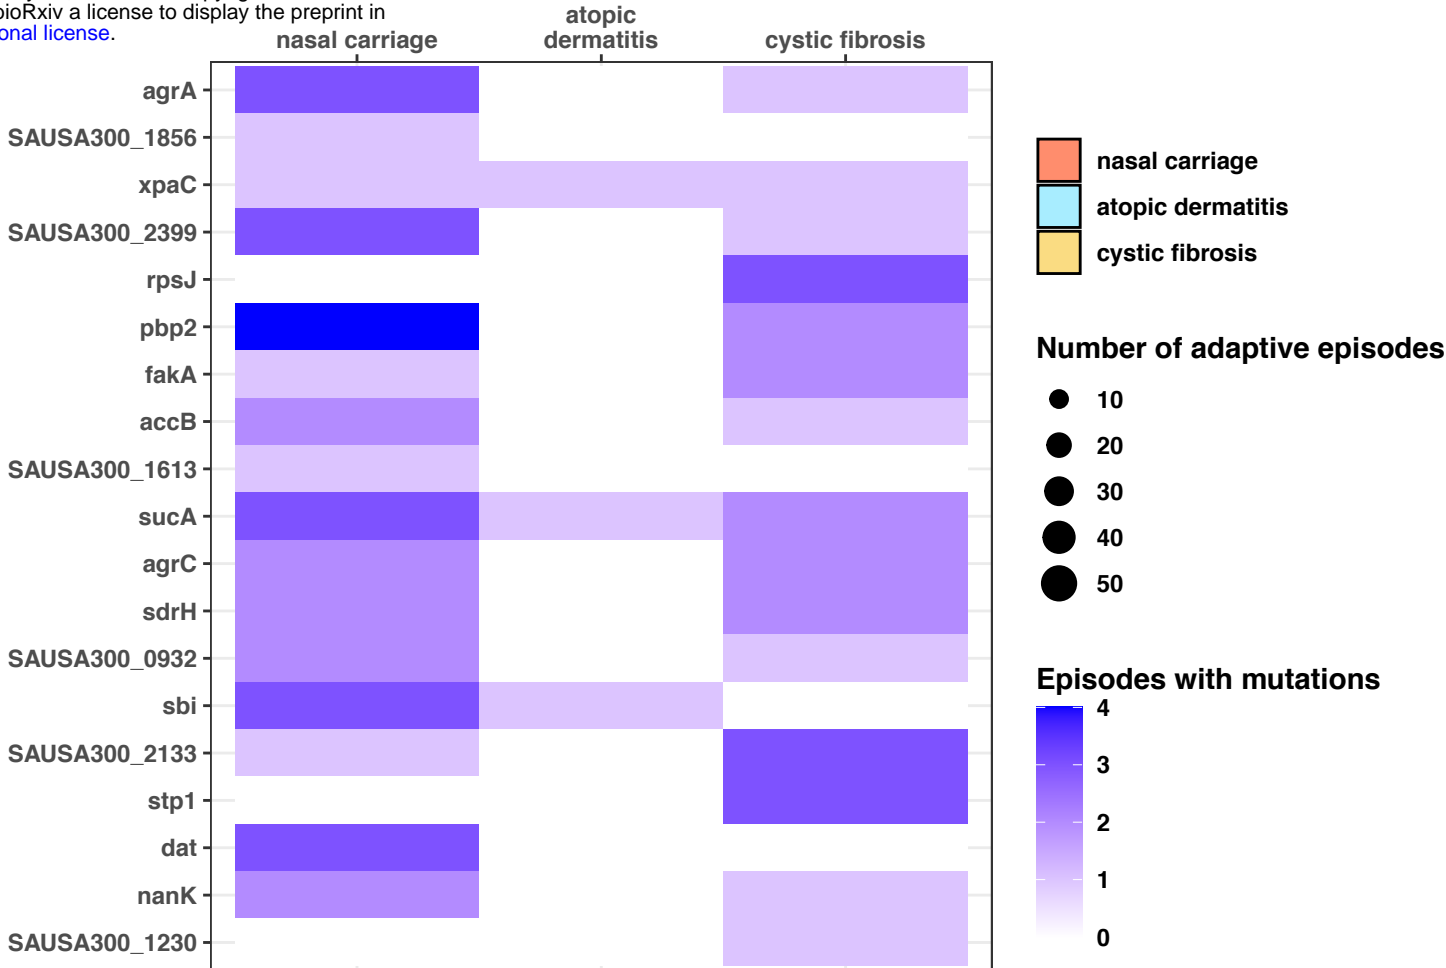 bioRxiv a license to display the preprint in
onal license.
nasal carriage
atopic
dermatitis
cystic fibrosis
agrA
SAUSA300_1856
xpaC
SAUSA300_2399
rpsJ
pbp2
fakA
accB
SAUSA300_1613
sucA
agrC
sdrH
SAUSA300_0932
sbi
SAUSA300_2133
stp1
dat
nanK
SAUSA300_1230
nasal carriage
atopic dermatitis
cystic fibrosis
Number of adaptive episodes
10
20
30
40
50
Episodes with mutations
4
3
2
1
0